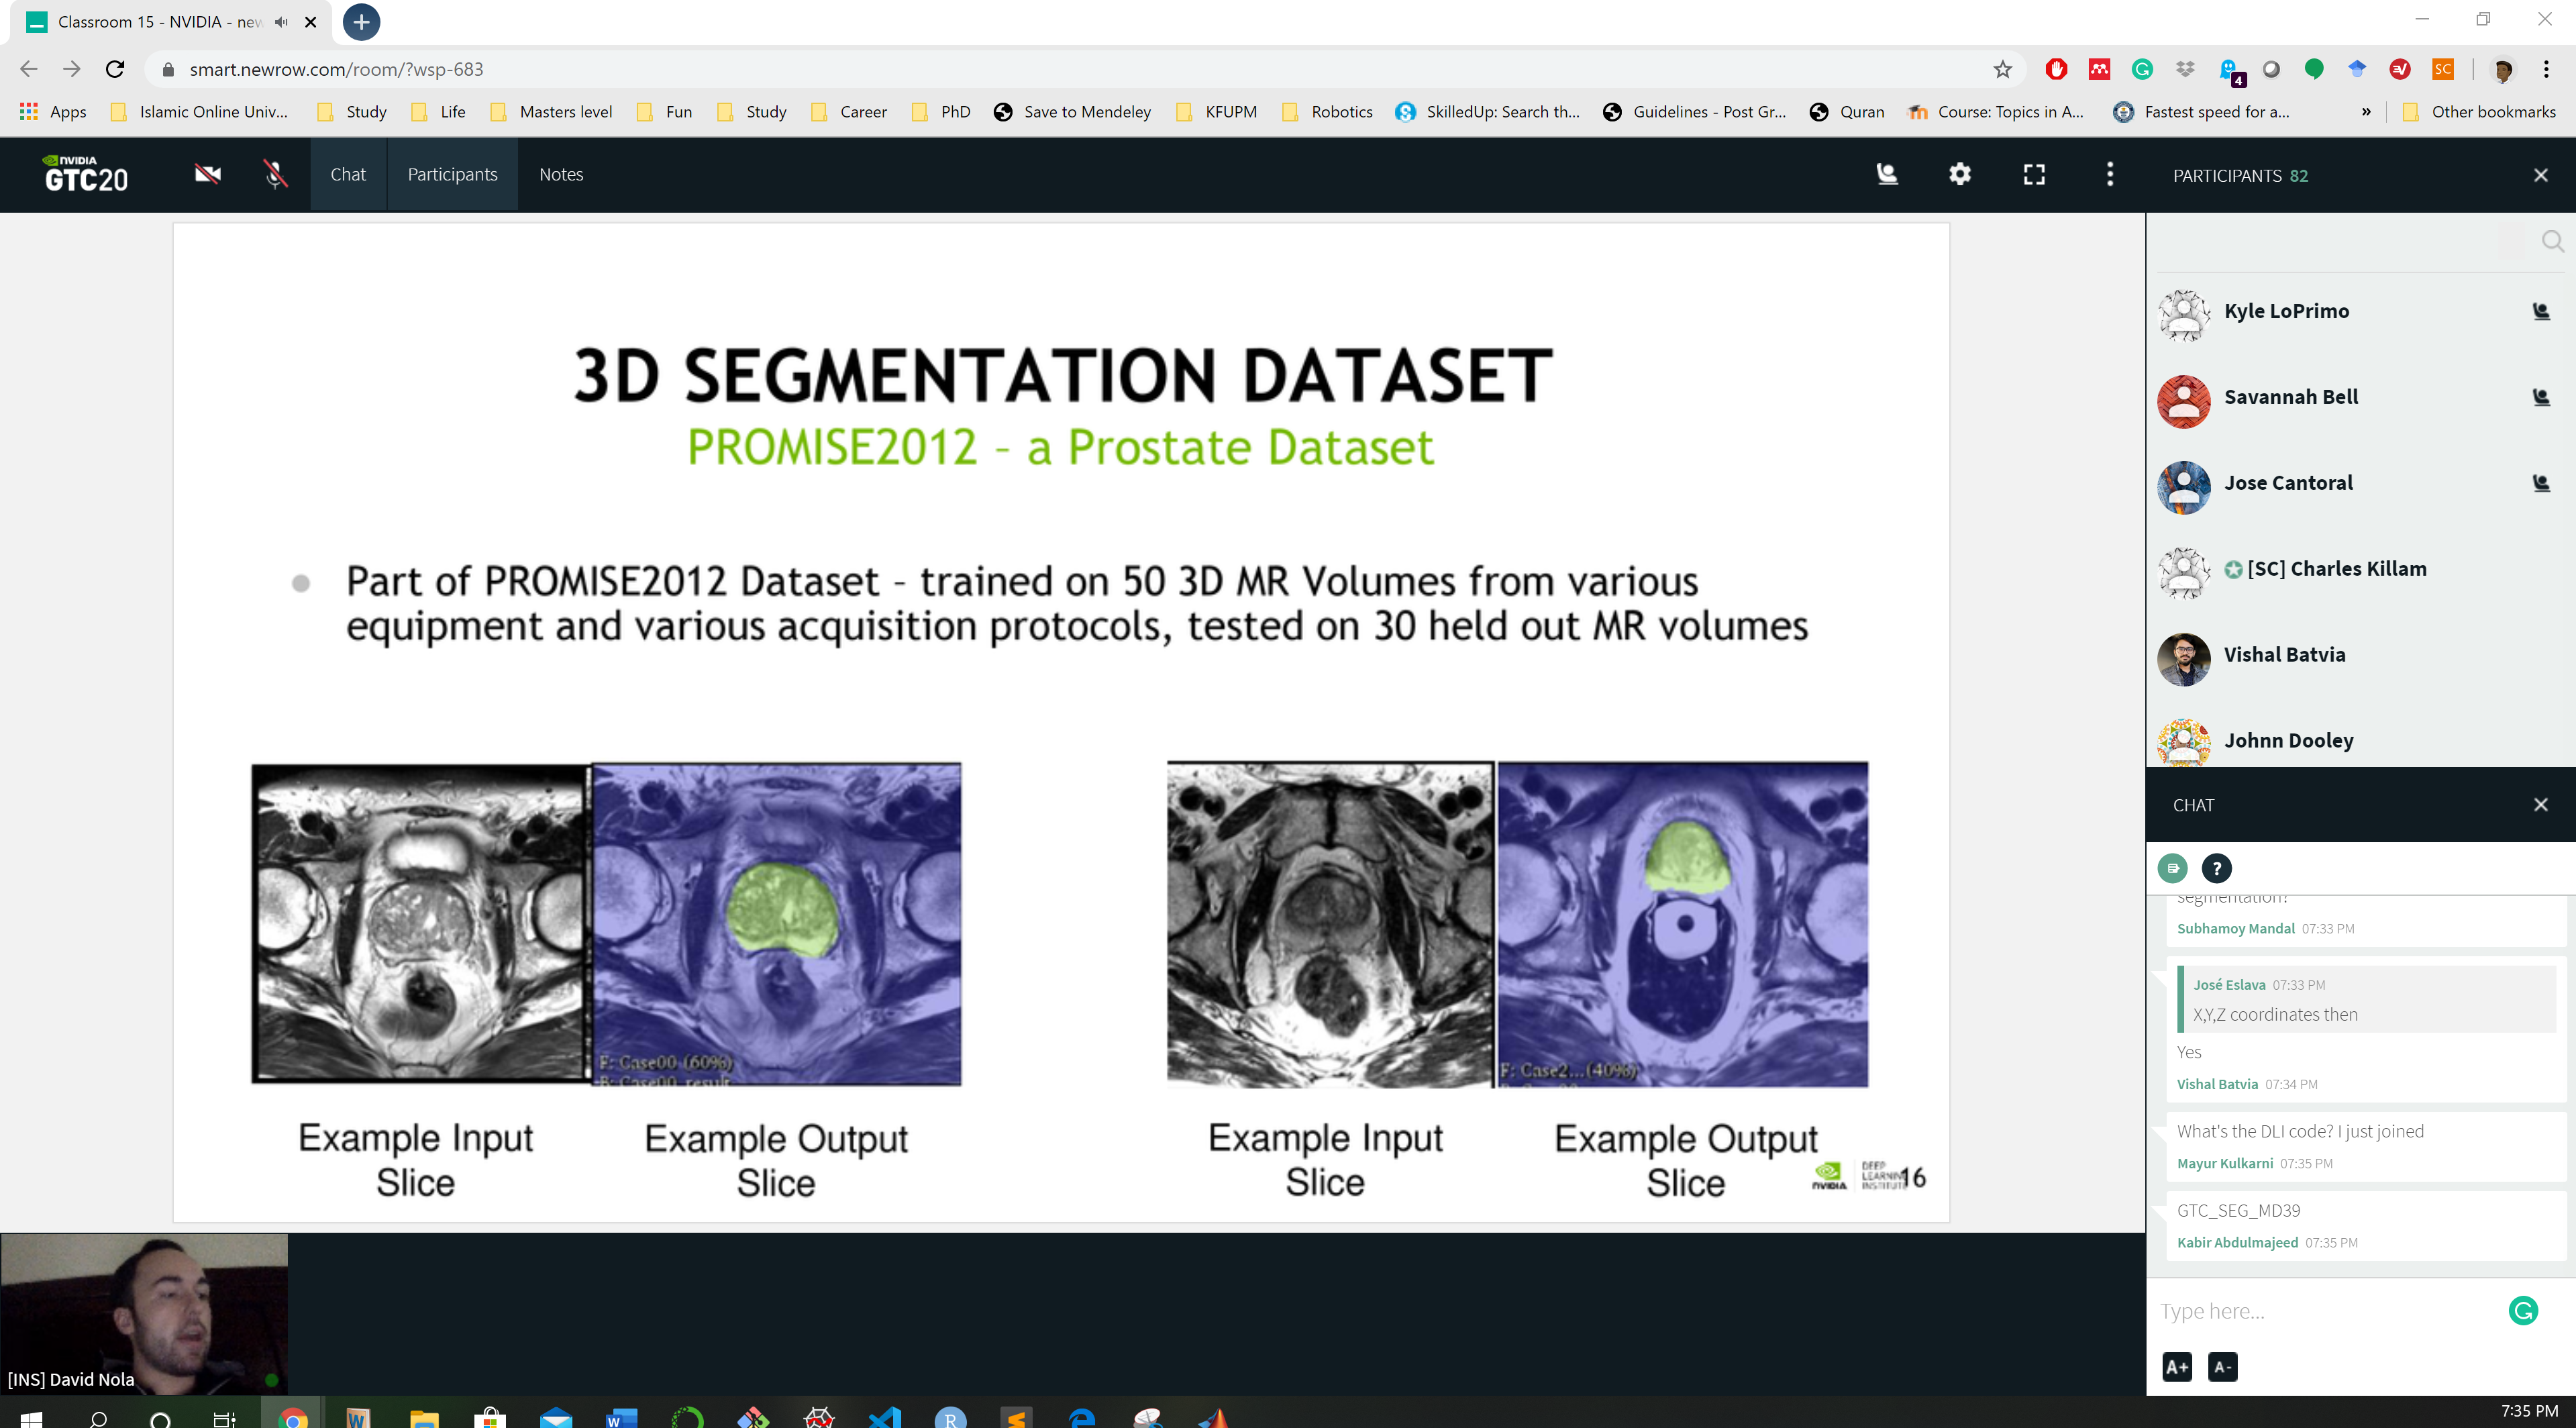 Classroom 15 - NVIDIA - new
smart.newrow.com/room/?wsp-683
4
SC
Apps
Islamic Online Univ...
Study
Life
Masters level
Fun
Study
Career
PhD
Save to Mendeley
KFUPM
Robotics
SkilledUp: Search th...
Guidelines - Post Gr...
Quran
Course: Topics in A...
Fastest speed for a...
»
Other bookmarks
NVIDIA
GTC20
Chat
Participants
Notes
PARTICIPANTS 82
3D SEGMENTATION DATASET
PROMISE2012 – a Prostate Dataset
Part of PROMISE2012 Dataset – trained on 50 3D MR Volumes from various
equipment and various acquisition protocols, tested on 30 held out MR volumes
F: Case00 (60%)
B: Case00_result
F: Case2...(40%)
Example Input
Slice
Example Output
Slice
Example Input
Slice
Example Output
Slice
NVIDIA
DEEP
LEARNING
INSTITUTE
16
Kyle LoPrimo
Savannah Bell
Jose Cantoral
[SC] Charles Killam
Vishal Batvia
Johnn Dooley
CHAT
?
segmentation?
Subhamoy Mandal 07:33 PM
José Eslava 07:33 PM
X,Y,Z coordinates then
Yes
Vishal Batvia 07:34 PM
What's the DLI code? I just joined
Mayur Kulkarni 07:35 PM
GTC_SEG_MD39
Kabir Abdulmajeed 07:35 PM
Type here...
A+
A-
[INS] David Nola
7:35 PM